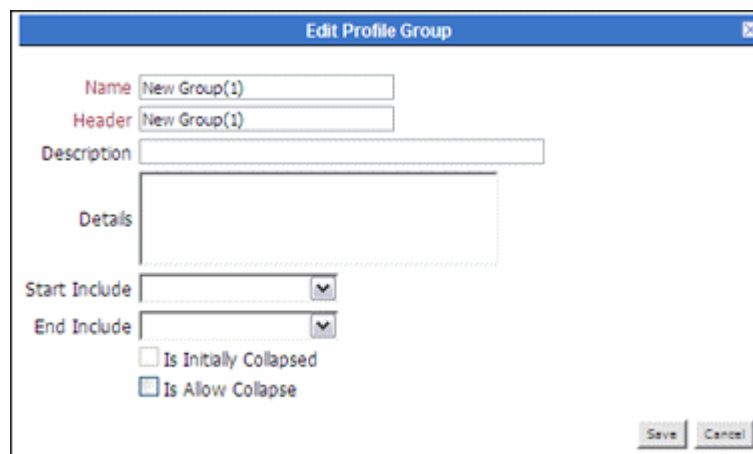 Edit Profile Group
Name New Group(1)
Header New Group(1)
Description
Details
Start Include
End Include
Is Initially Collapsed
Is Allow Collapse
Save Cancel